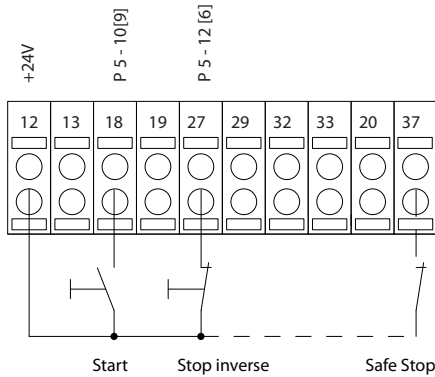 +24V
P 5 - 10[9]
P 5 - 12 [6]
12 13 18 19 27 29 32 33 20 37
Start Stop inverse Safe Stop